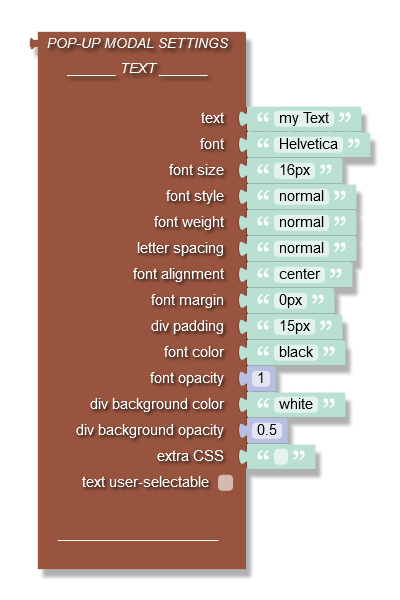 POP-UP MODAL SETTINGS
______ TEXT ______
text “ my Text ”
font “ Helvetica ”
font size “ 16px ”
font style “ normal ”
font weight “ normal ”
letter spacing “ normal ”
font alignment “ center ”
font margin “ 0px ”
div padding “ 15px ”
font color “ black ”
font opacity 1
div background color “ white ”
div background opacity 0.5
extra CSS “ ”
text user-selectable
____________________